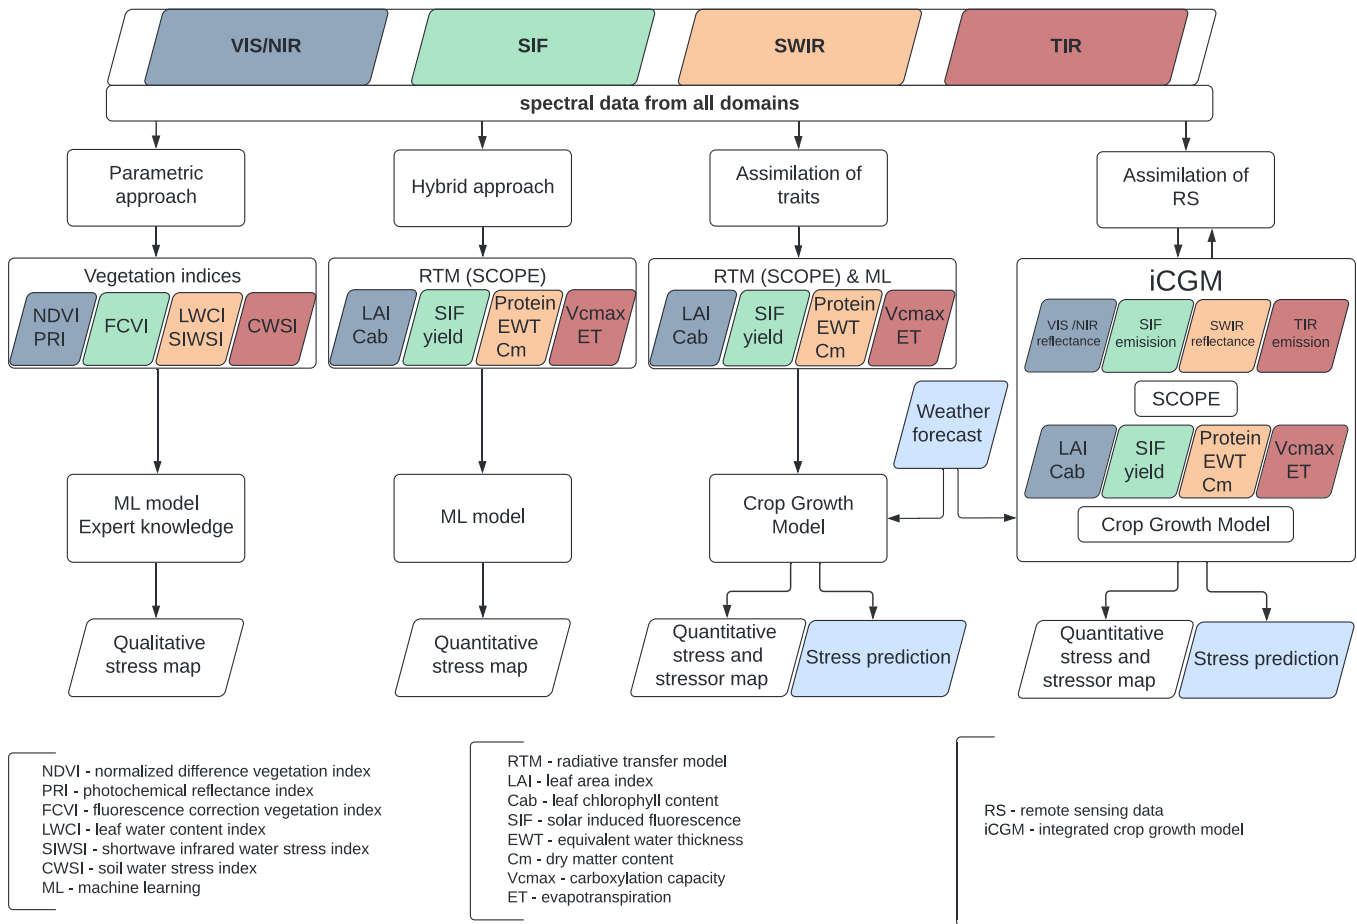 VIS/NIR
SIF
SWIR
TIR
spectral data from all domains
Parametric
approach
Hybrid approach
Assimilation of
traits
Assimilation of
RS
Vegetation indices
NDVI
PRI
FCVI
LWCI
SIWSI
CWSI
RTM (SCOPE)
LAI
Cab
SIF
yield
Protein
EWT
Cm
Vcmax
ET
RTM (SCOPE) & ML
LAI
Cab
SIF
yield
Protein
EWT
Cm
Vcmax
ET
iCGM
VIS /NIR
reflectance
SIF
emisision
SWIR
reflectance
TIR
emission
SCOPE
LAI
Cab
SIF
yield
Protein
EWT
Cm
Vcmax
ET
Crop Growth Model
Weather
forecast
ML model
Expert knowledge
ML model
Crop Growth
Model
Qualitative
stress map
Quantitative
stress map
Quantitative
stress and
stressor map
Stress prediction
Quantitative
stress and
stressor map
Stress prediction
NDVI - normalized difference vegetation index
PRI - photochemical reflectance index
FCVI - fluorescence correction vegetation index
LWCI - leaf water content index
SIWSI - shortwave infrared water stress index
CWSI - soil water stress index
ML - machine learning
RTM - radiative transfer model
LAI - leaf area index
Cab - leaf chlorophyll content
SIF - solar induced fluorescence
EWT - equivalent water thickness
Cm - dry matter content
Vcmax - carboxylation capacity
ET - evapotranspiration
RS - remote sensing data
iCGM - integrated crop growth model